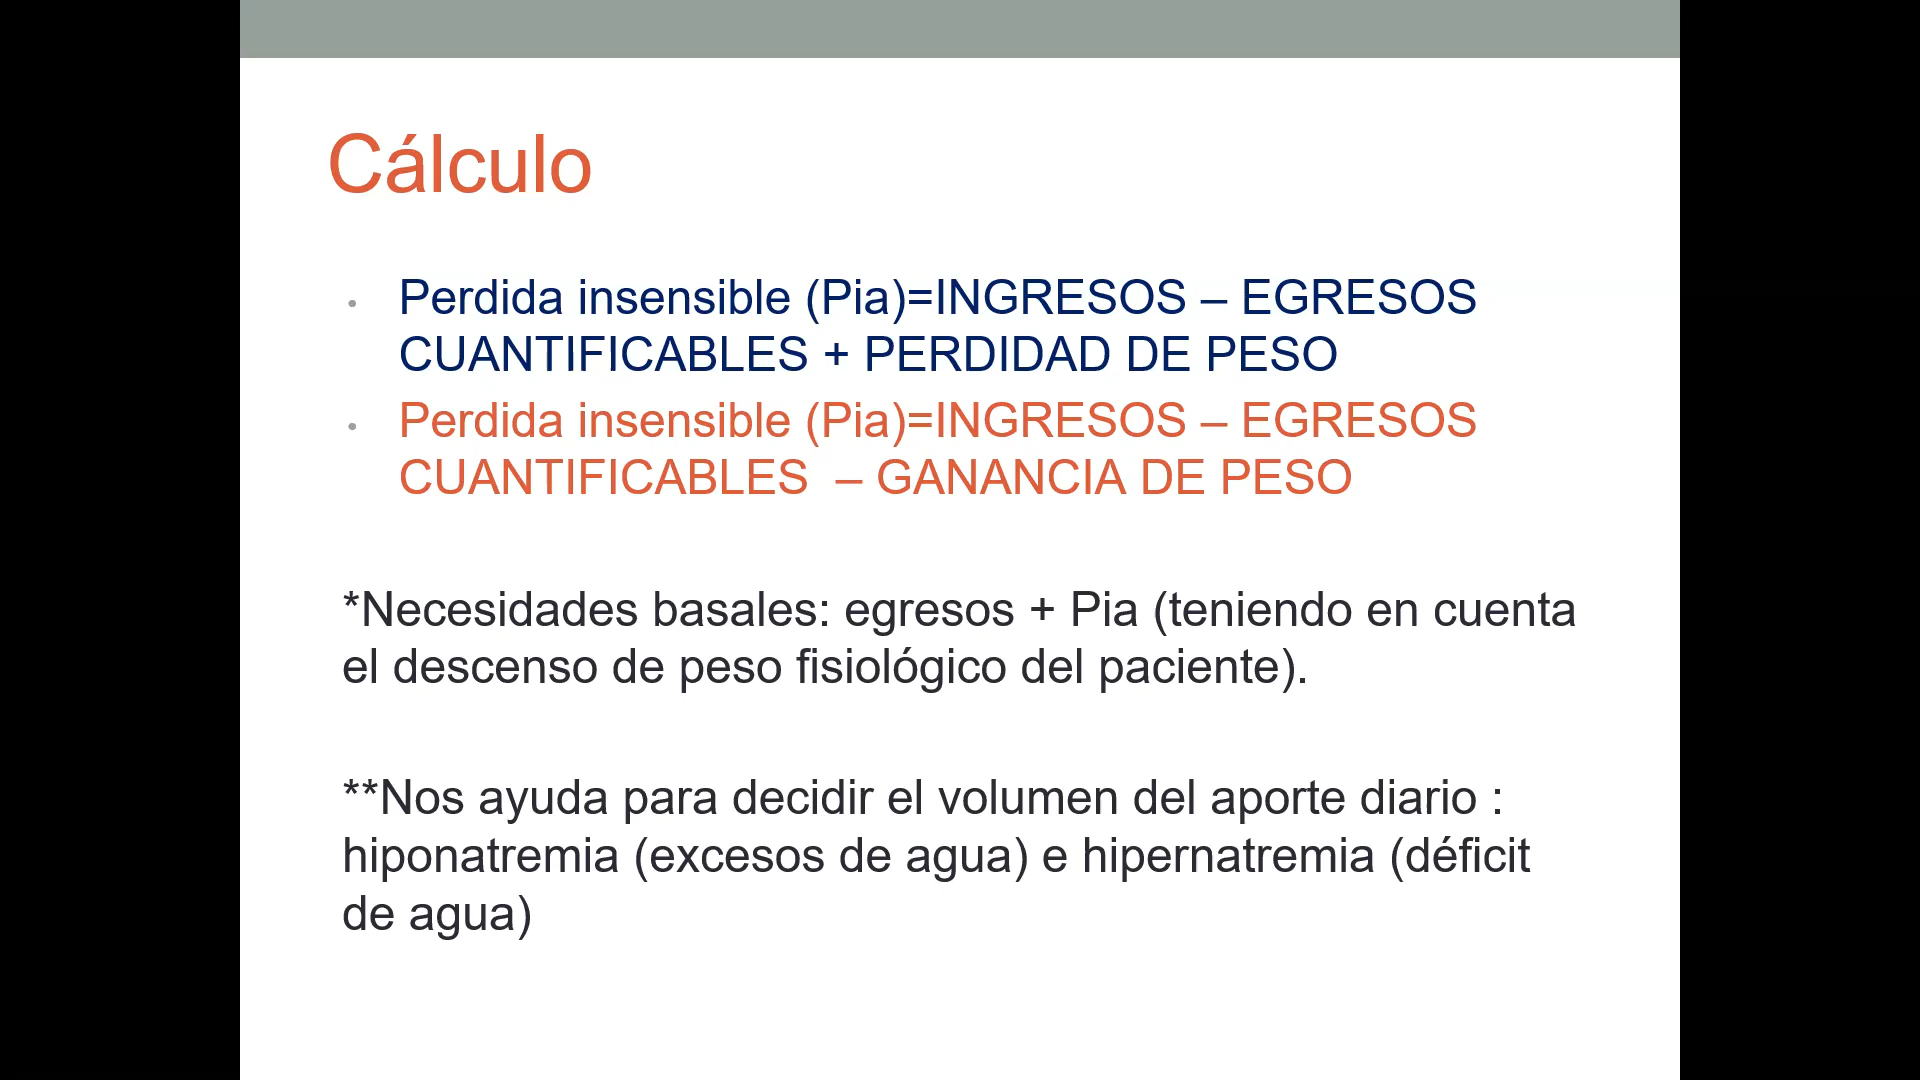 Cálculo
• Perdida insensible (Pia)=INGRESOS – EGRESOS
CUANTIFICABLES + PERDIDAD DE PESO
• Perdida insensible (Pia)=INGRESOS – EGRESOS
CUANTIFICABLES  – GANANCIA DE PESO
*Necesidades basales: egresos + Pia (teniendo en cuenta
el descenso de peso fisiológico del paciente).
**Nos ayuda para decidir el volumen del aporte diario :
hiponatremia (excesos de agua) e hipernatremia (déficit
de agua)